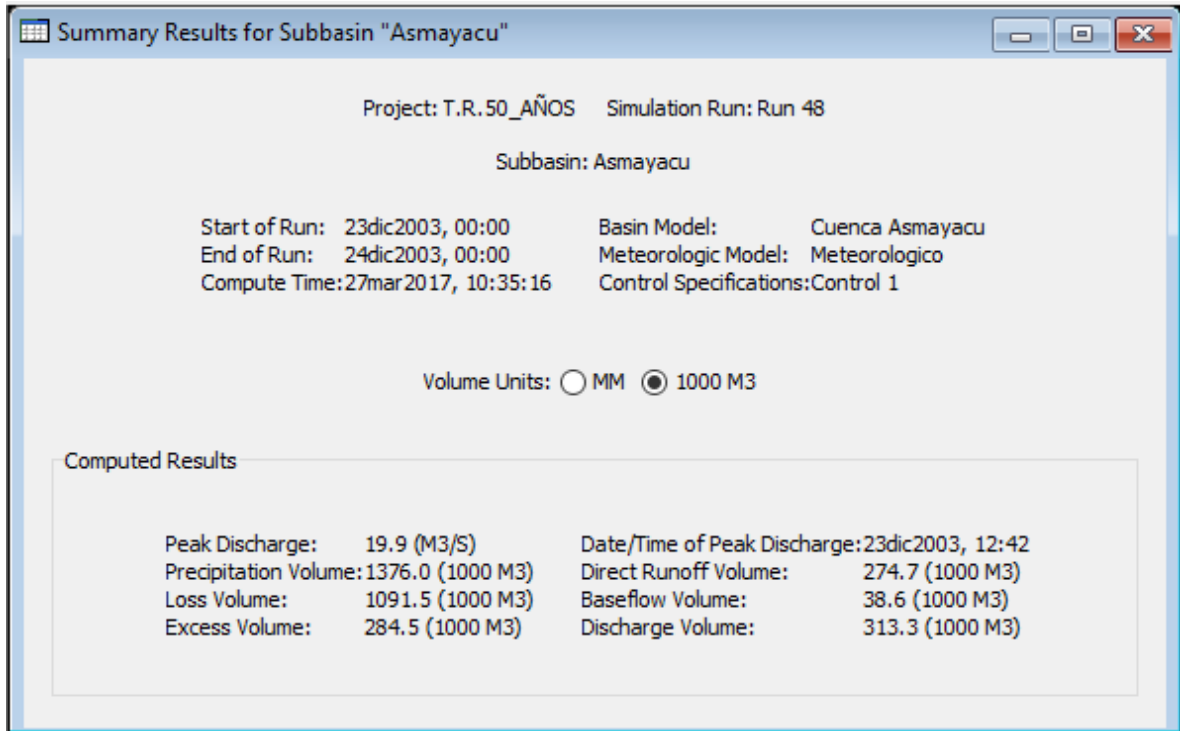 Summary Results for Subbasin "Asmayacu"
Project: T.R.50_AÑOS Simulation Run: Run 48
Subbasin: Asmayacu
Start of Run: 23dic2003, 00:00 Basin Model: Cuenca Asmayacu
End of Run: 24dic2003, 00:00 Meteorologic Model: Meteorologico
Compute Time:27mar2017, 10:35:16 Control Specifications:Control 1
Volume Units: MM 1000 M3
Computed Results
Peak Discharge: 19.9 (M3/S) Date/Time of Peak Discharge:23dic2003, 12:42
Precipitation Volume:1376.0 (1000 M3) Direct Runoff Volume: 274.7 (1000 M3)
Loss Volume: 1091.5 (1000 M3) Baseflow Volume: 38.6 (1000 M3)
Excess Volume: 284.5 (1000 M3) Discharge Volume: 313.3 (1000 M3)